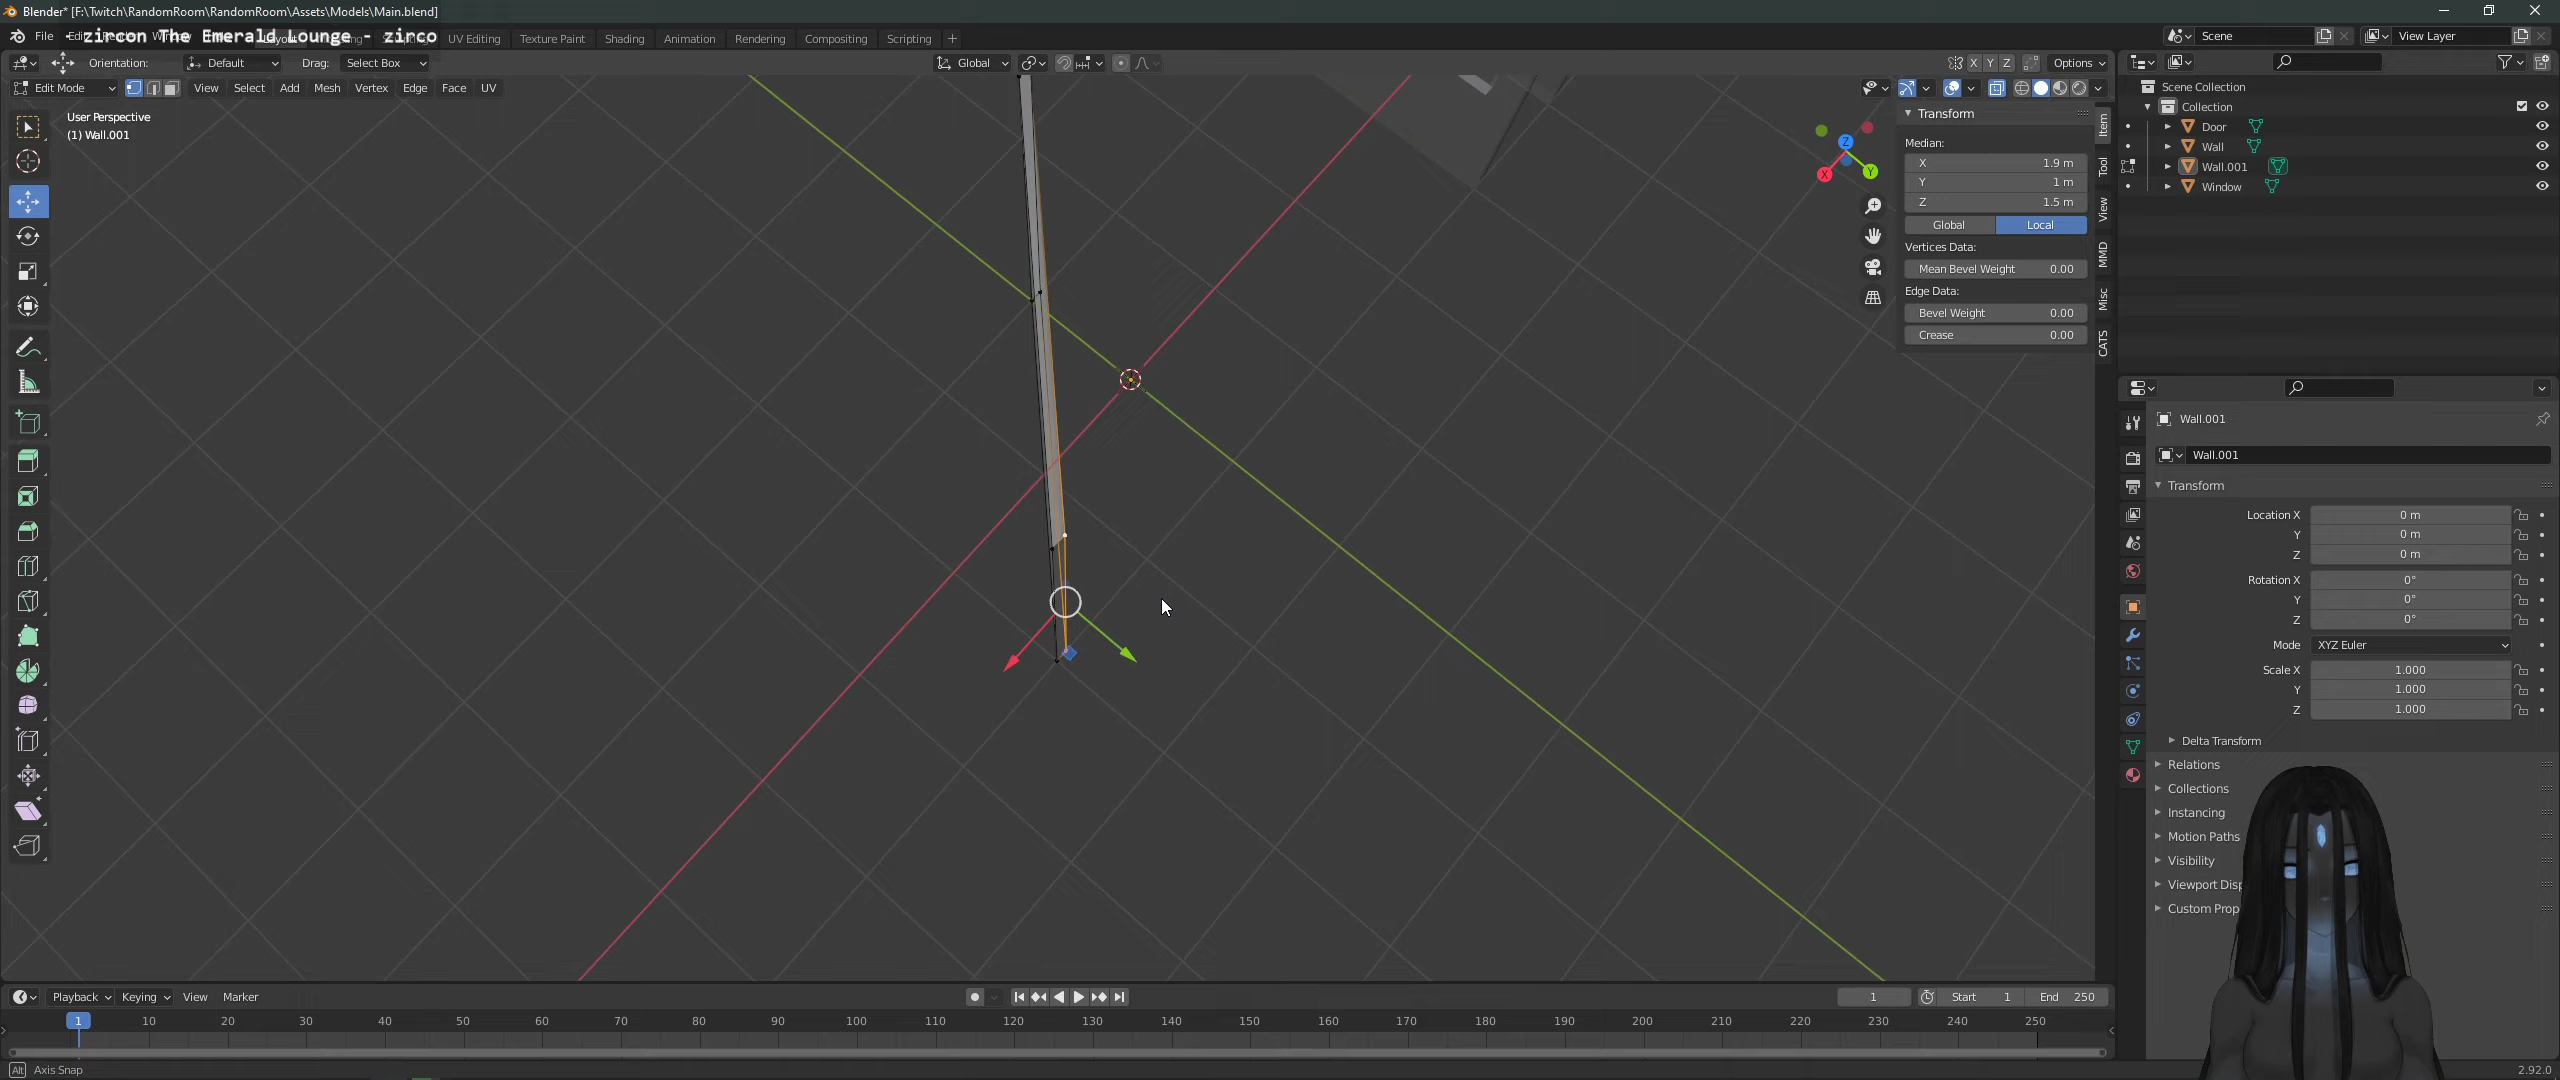 Blender* [F:\Twitch\RandomRoom\RandomRoom\Assets\Models\Main.blend]
File
- zircon The Emerald Lounge - zirco
UV Editing
Texture Paint
Shading
Animation
Rendering
Compositing
Scripting
Scene
View Layer
Orientation:
Default
Drag:
Select Box
Global
X
Y
Z
Options
Edit Mode
View
Select
Add
Mesh
Vertex
Edge
Face
UV
User Perspective
(1) Wall.001
Z
Y
X
Transform
Median:
X 1.9 m
Y 1 m
Z 1.5 m
Global
Local
Vertices Data:
Mean Bevel Weight 0.00
Edge Data:
Bevel Weight 0.00
Crease 0.00
Item
Tool
View
MMD
Misc
CATS
Scene Collection
Collection
Door
Wall
Wall.001
Window
Wall.001
Wall.001
Transform
Location X 0 m
Y 0 m
Z 0 m
Rotation X 0°
Y 0°
Z 0°
Mode XYZ Euler
Scale X 1.000
Y 1.000
Z 1.000
Delta Transform
Relations
Collections
Instancing
Motion Paths
Visibility
Viewport Disp
Custom Prop
Playback
Keying
View
Marker
1
Start 1
End 250
1 10 20 30 40 50 60 70 80 90 100 110 120 130 140 150 160 170 180 190 200 210 220 230 240 250
Alt Axis Snap
2.92.0